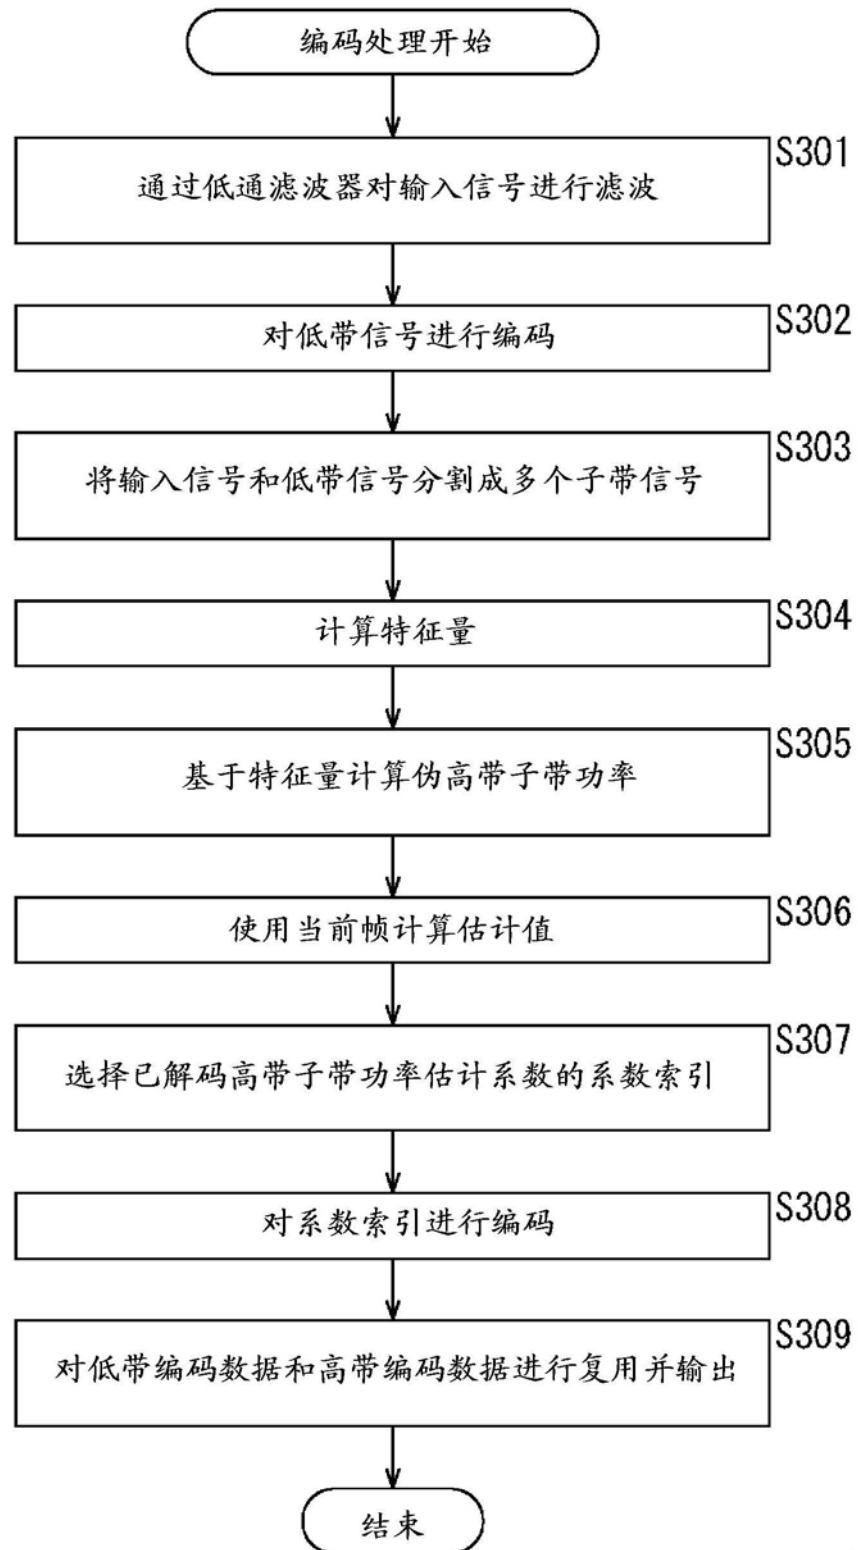 编码处理开始
S301
通过低通滤波器对输入信号进行滤波
S302
对低带信号进行编码
S303
将输入信号和低带信号分割成多个子带信号
S304
计算特征量
S305
基于特征量计算伪高带子带功率
S306
使用当前帧计算估计值
S307
选择已解码高带子带功率估计系数的系数索引
S308
对系数索引进行编码
S309
对低带编码数据和高带编码数据进行复用并输出
结束